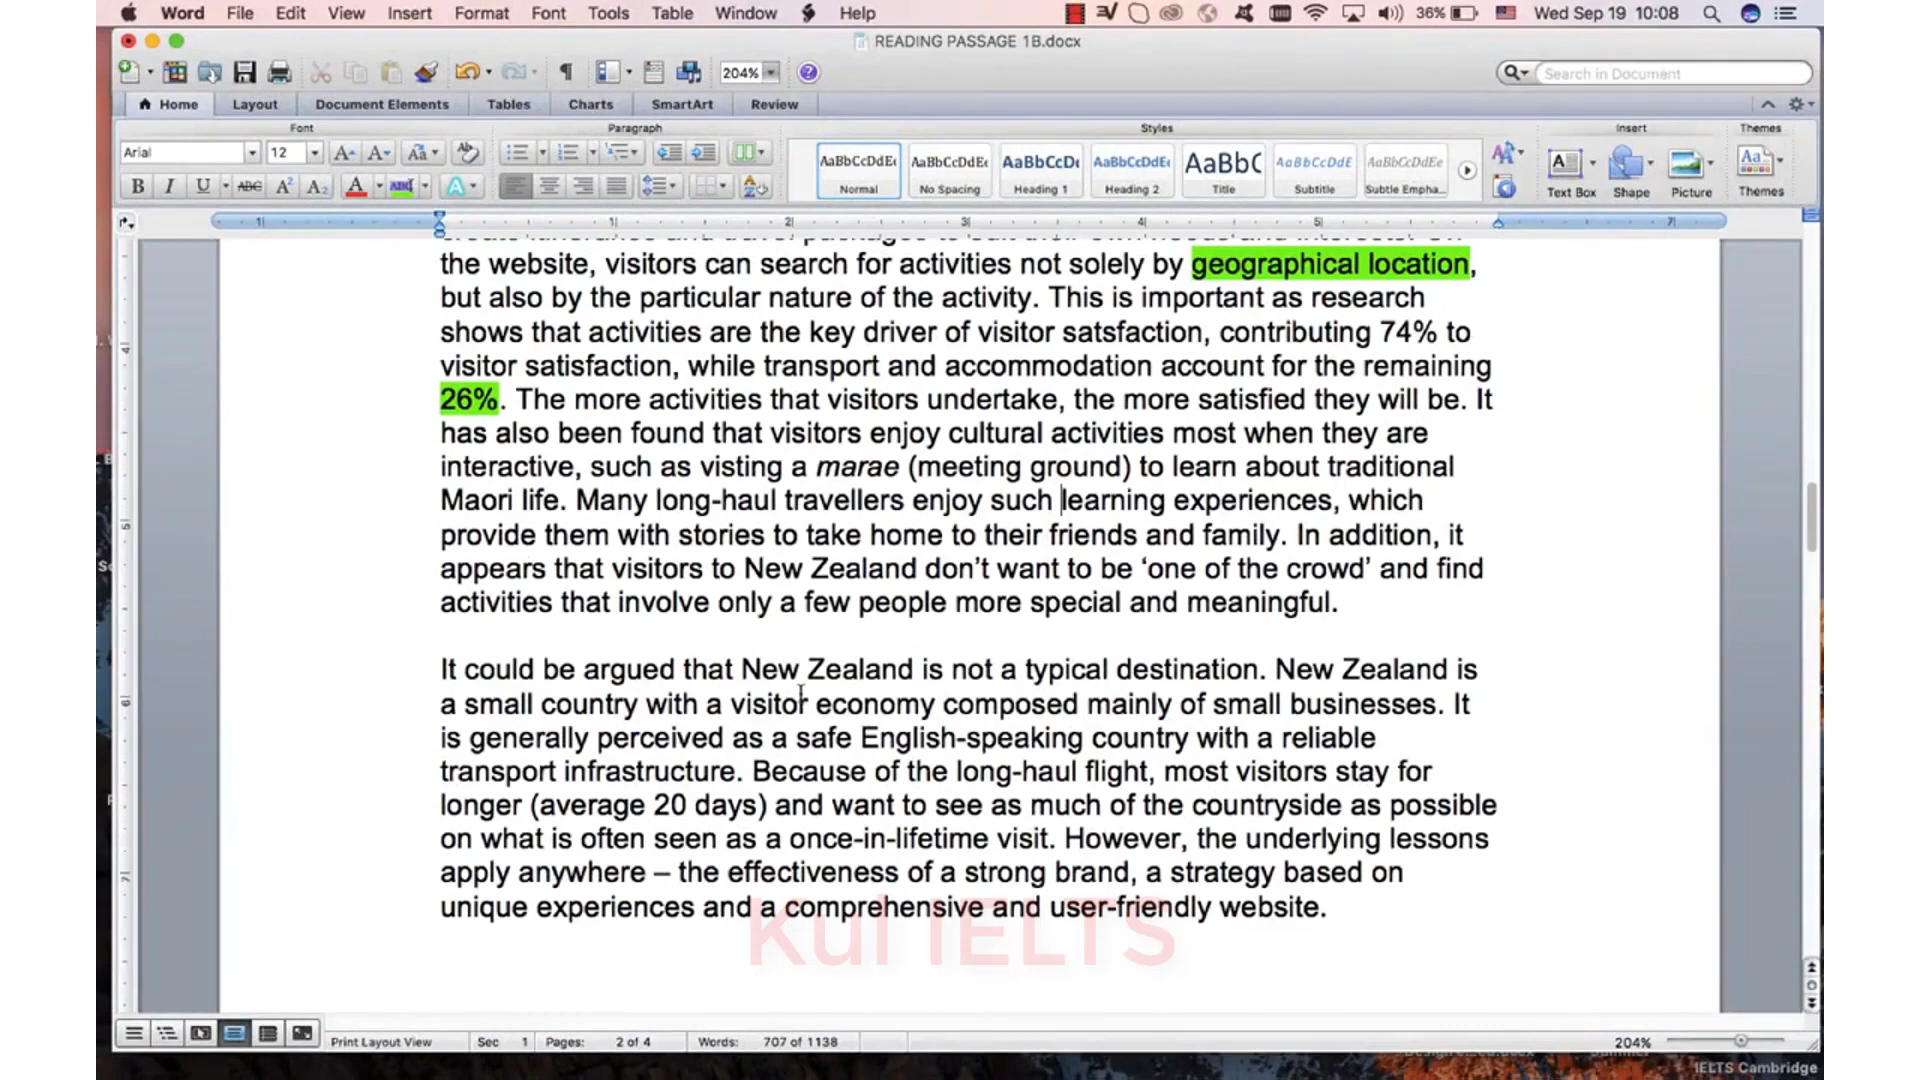 Word File Edit View Insert Format Font Tools Table Window Help 36% Wed Sep 19 10:08
READING PASSAGE 1B.docx
204% Search in Document
Home Layout Document Elements Tables Charts SmartArt Review
Font Paragraph Styles Insert Themes
Arial 12 AaBbCcDdEe AaBbCcDdEe AaBbCcDd AaBbCcDdEe AaBbC AaBbCcDdE AaBbCcDdEe
Normal No Spacing Heading 1 Heading 2 Title Subtitle Subtle Empha... Text Box Shape Picture Themes
the website, visitors can search for activities not solely by geographical location,
but also by the particular nature of the activity. This is important as research
shows that activities are the key driver of visitor satsfaction, contributing 74% to
visitor satisfaction, while transport and accommodation account for the remaining
26%. The more activities that visitors undertake, the more satisfied they will be. It
has also been found that visitors enjoy cultural activities most when they are
interactive, such as visting a marae (meeting ground) to learn about traditional
Maori life. Many long-haul travellers enjoy such learning experiences, which
provide them with stories to take home to their friends and family. In addition, it
appears that visitors to New Zealand don’t want to be ‘one of the crowd’ and find
activities that involve only a few people more special and meaningful.
It could be argued that New Zealand is not a typical destination. New Zealand is
a small country with a visitor economy composed mainly of small businesses. It
is generally perceived as a safe English-speaking country with a reliable
transport infrastructure. Because of the long-haul flight, most visitors stay for
longer (average 20 days) and want to see as much of the countryside as possible
on what is often seen as a once-in-lifetime visit. However, the underlying lessons
apply anywhere – the effectiveness of a strong brand, a strategy based on
unique experiences and a comprehensive and user-friendly website.
Kul IELTS
Print Layout View Sec 1 Pages: 2 of 4 Words: 707 of 1138 204%
IELTS Cambridge